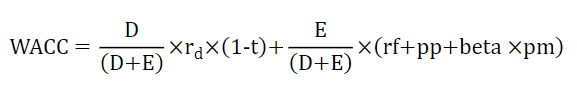 WACC = D/(D+E) ×r_d×(1-t)+ E/(D+E) ×(rf+pp+beta ×pm)